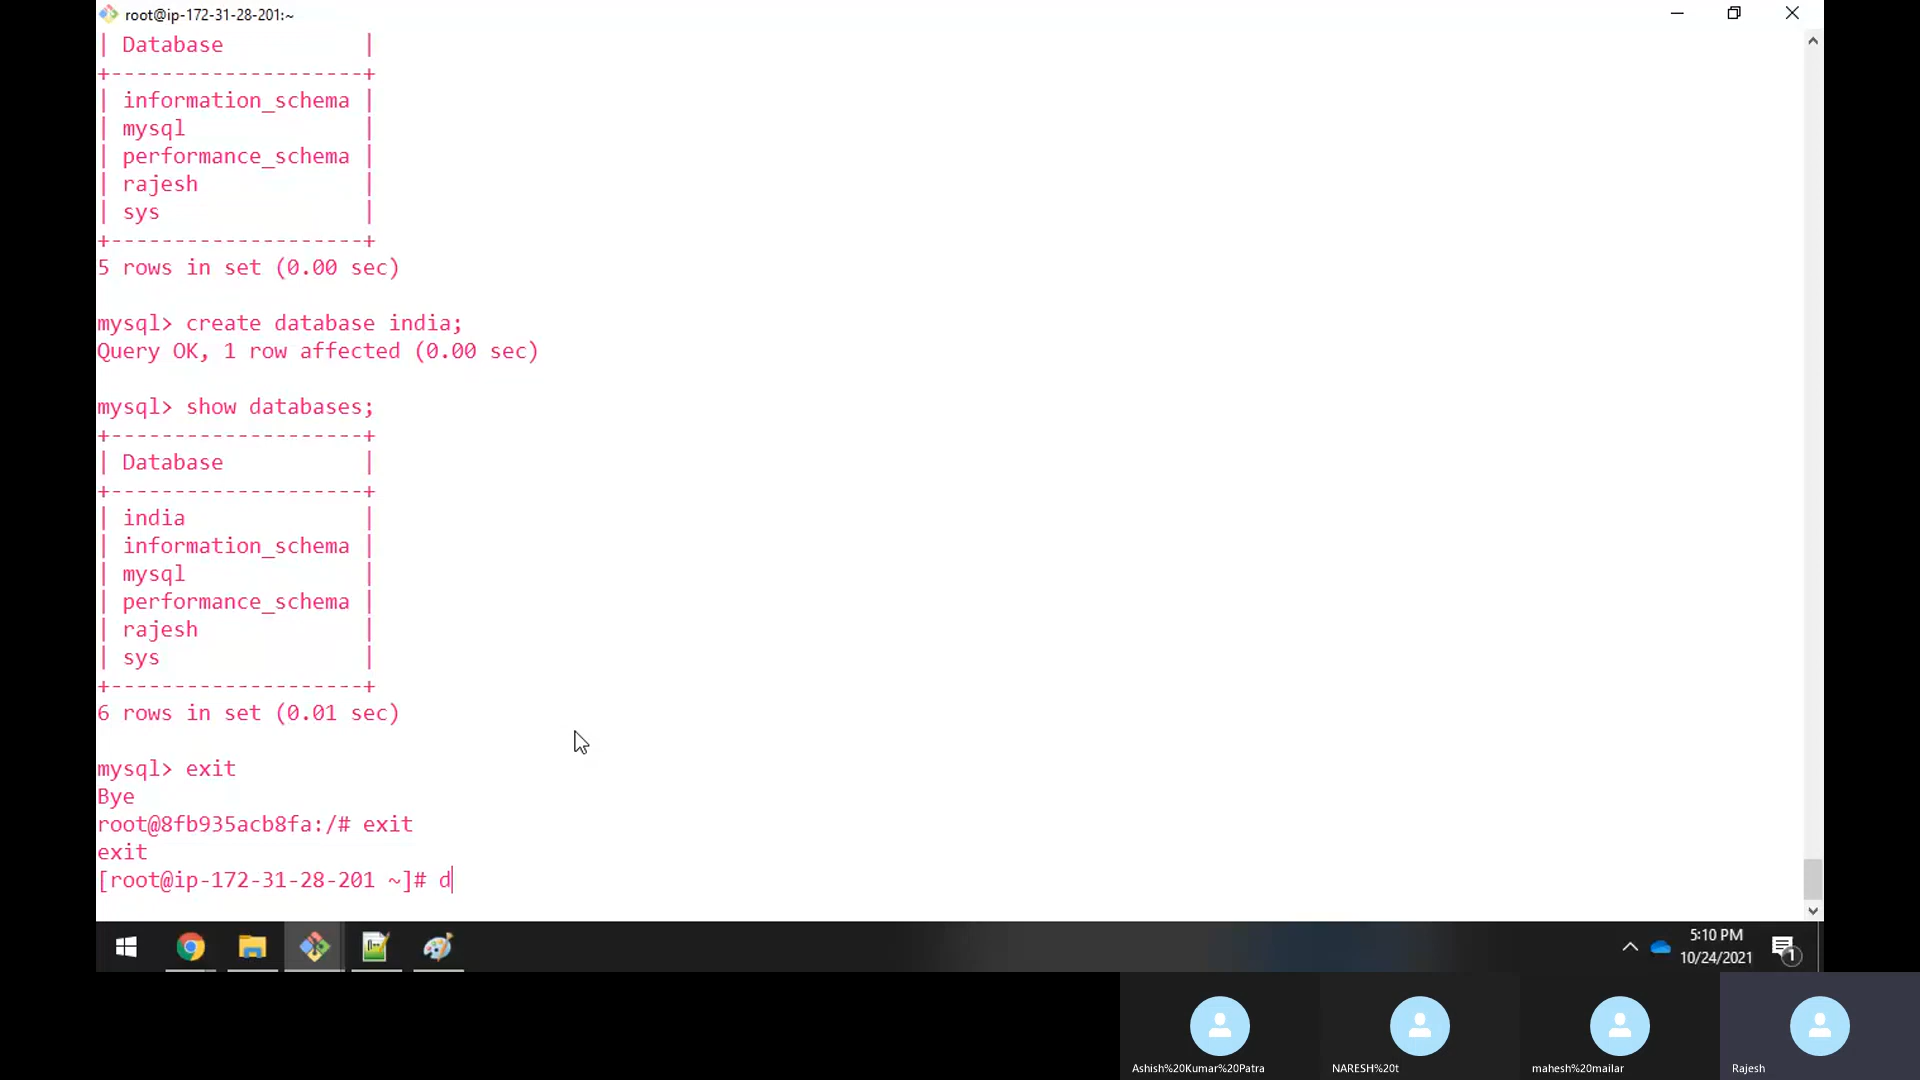 root@ip-172-31-28-201:~
| Database           |
+--------------------+
| information_schema |
| mysql              |
| performance_schema |
| rajesh             |
| sys                |
+--------------------+
5 rows in set (0.00 sec)
mysql> create database india;
Query OK, 1 row affected (0.00 sec)
mysql> show databases;
+--------------------+
| Database           |
+--------------------+
| india              |
| information_schema |
| mysql              |
| performance_schema |
| rajesh             |
| sys                |
+--------------------+
6 rows in set (0.01 sec)
mysql> exit
Bye
root@8fb935acb8fa:/# exit
exit
[root@ip-172-31-28-201 ~]# d
5:10 PM
10/24/2021
1
Ashish%20Kumar%20Patra
NARESH%20t
mahesh%20mailar
Rajesh